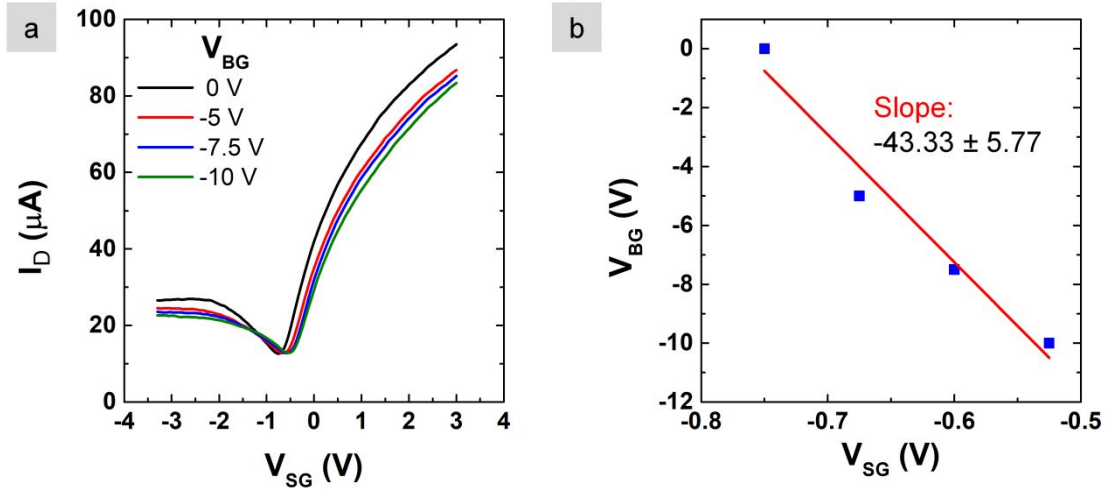 a
100
80
60
40
20
0
I_D (μA)
V_BG
0 V
-5 V
-7.5 V
-10 V
-4 -3 -2 -1 0 1 2 3 4
V_SG (V)
b
0
-2
-4
-6
-8
-10
-12
V_BG (V)
Slope:
-43.33 ± 5.77
-0.8 -0.7 -0.6 -0.5
V_SG (V)